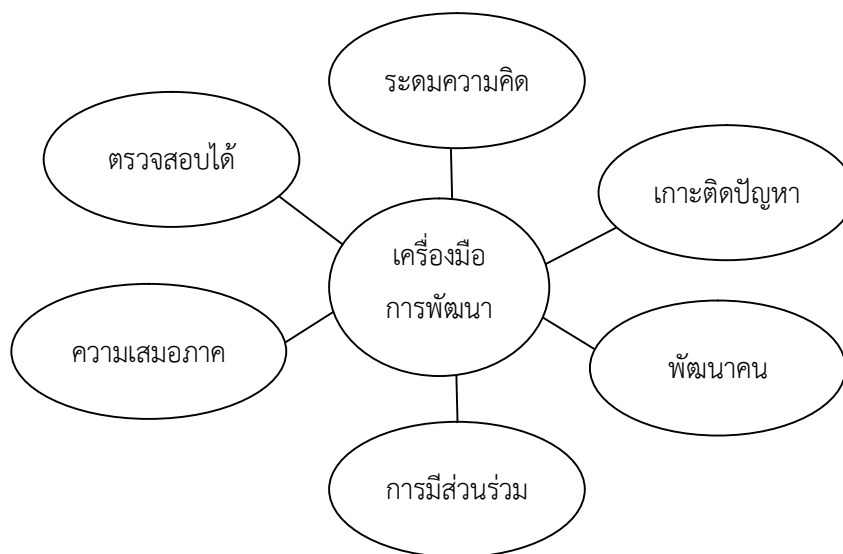 ระดมความคิด
ตรวจสอบได้
เกาะติดปัญหา
เครื่องมือ
การพัฒนา
ความเสมอภาค
พัฒนาคน
การมีส่วนร่วม